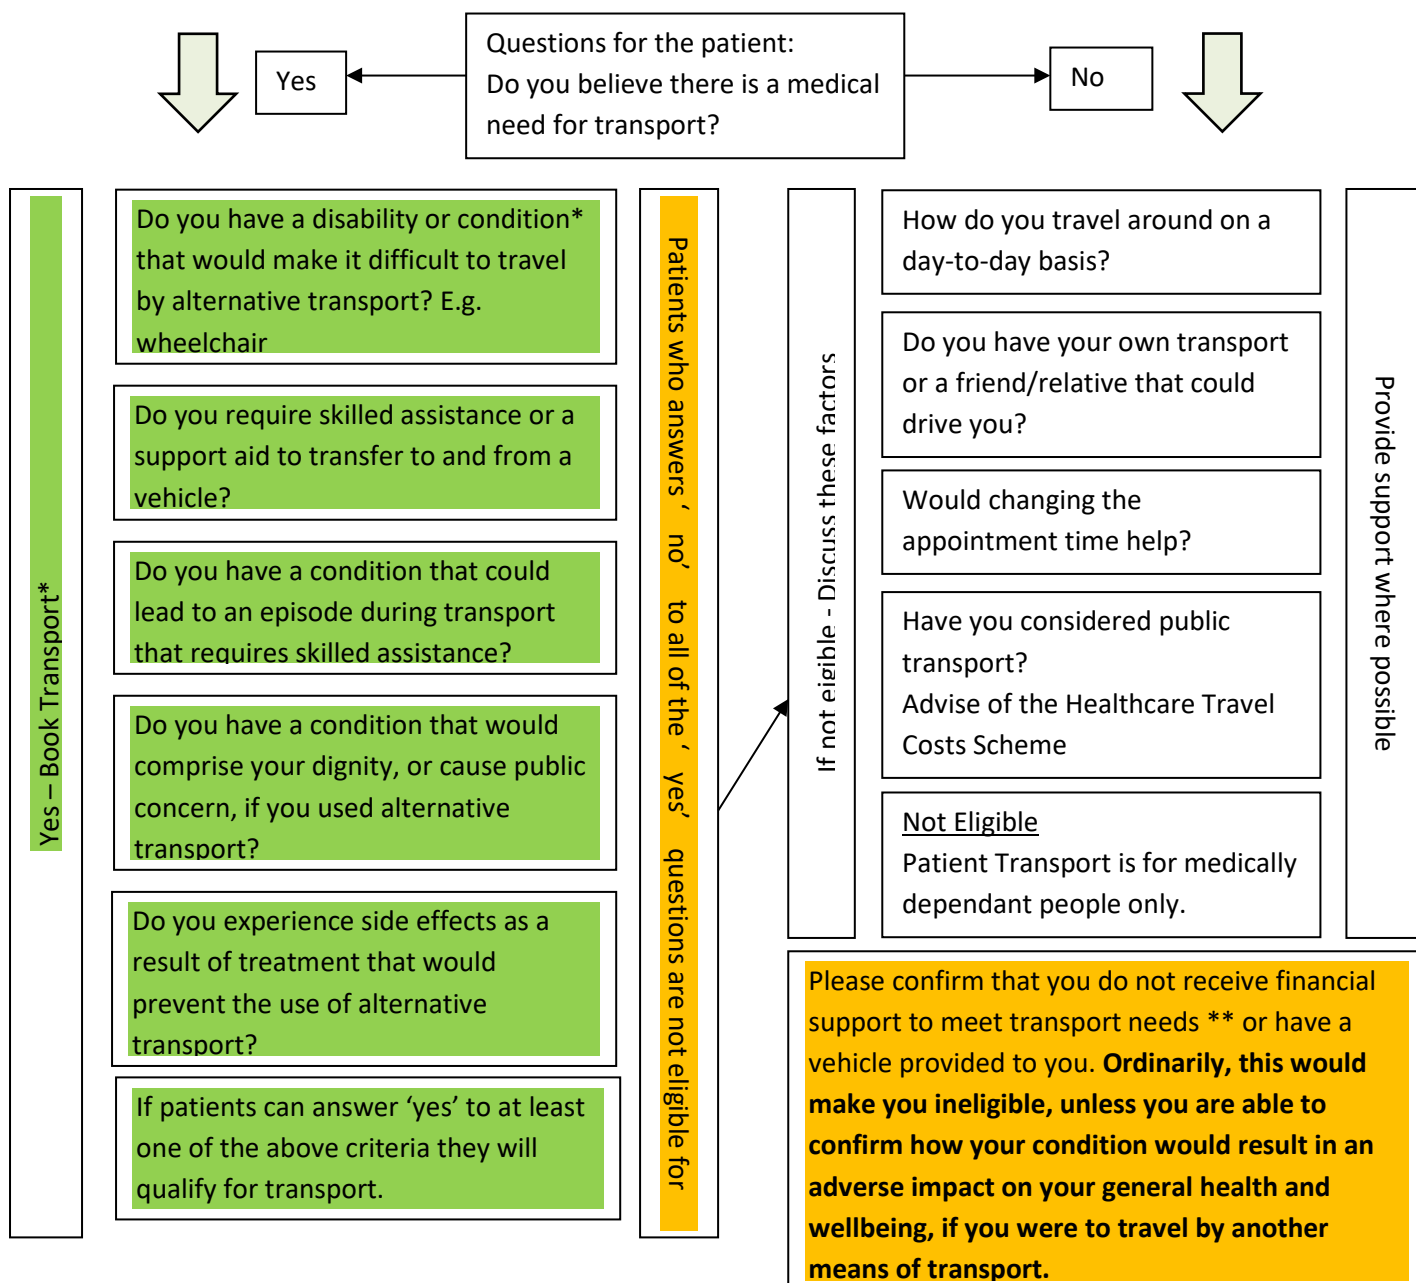 Questions for the patient:
Do you believe there is a medical
need for transport?
Yes
No
Yes – Book Transport*
Do you have a disability or condition*
that would make it difficult to travel
by alternative transport? E.g.
wheelchair
Do you require skilled assistance or a
support aid to transfer to and from a
vehicle?
Do you have a condition that could
lead to an episode during transport
that requires skilled assistance?
Do you have a condition that would
comprise your dignity, or cause public
concern, if you used alternative
transport?
Do you experience side effects as a
result of treatment that would
prevent the use of alternative
transport?
If patients can answer ‘yes’ to at least
one of the above criteria they will
qualify for transport.
Patients who answers ‘ no’ to all of the ‘ yes’ questions are not eligible for
If not eigible - Discuss these factors
How do you travel around on a
day-to-day basis?
Do you have your own transport
or a friend/relative that could
drive you?
Would changing the
appointment time help?
Have you considered public
transport?
Advise of the Healthcare Travel
Costs Scheme
Not Eligible
Patient Transport is for medically
dependant people only.
Provide support where possible
Please confirm that you do not receive financial
support to meet transport needs ** or have a
vehicle provided to you. Ordinarily, this would
make you ineligible, unless you are able to
confirm how your condition would result in an
adverse impact on your general health and
wellbeing, if you were to travel by another
means of transport.